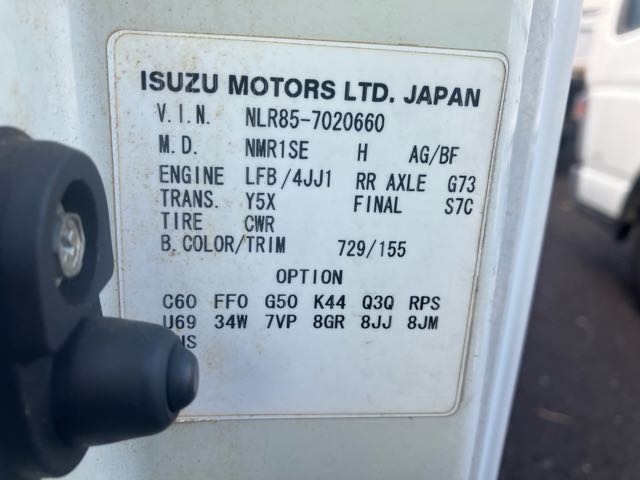 ISUZU MOTORS LTD. JAPAN
V.I.N. NLR85-7020660
M.D. NMR1SE H AG/BF
ENGINE LFB/4JJ1 RR AXLE G73
TRANS. Y5X FINAL S7C
TIRE CWR
B.COLOR/TRIM 729/155
OPTION
C60 FF0 G50 K44 Q3Q RPS
U69 34W 7VP 8GR 8JJ 8JM